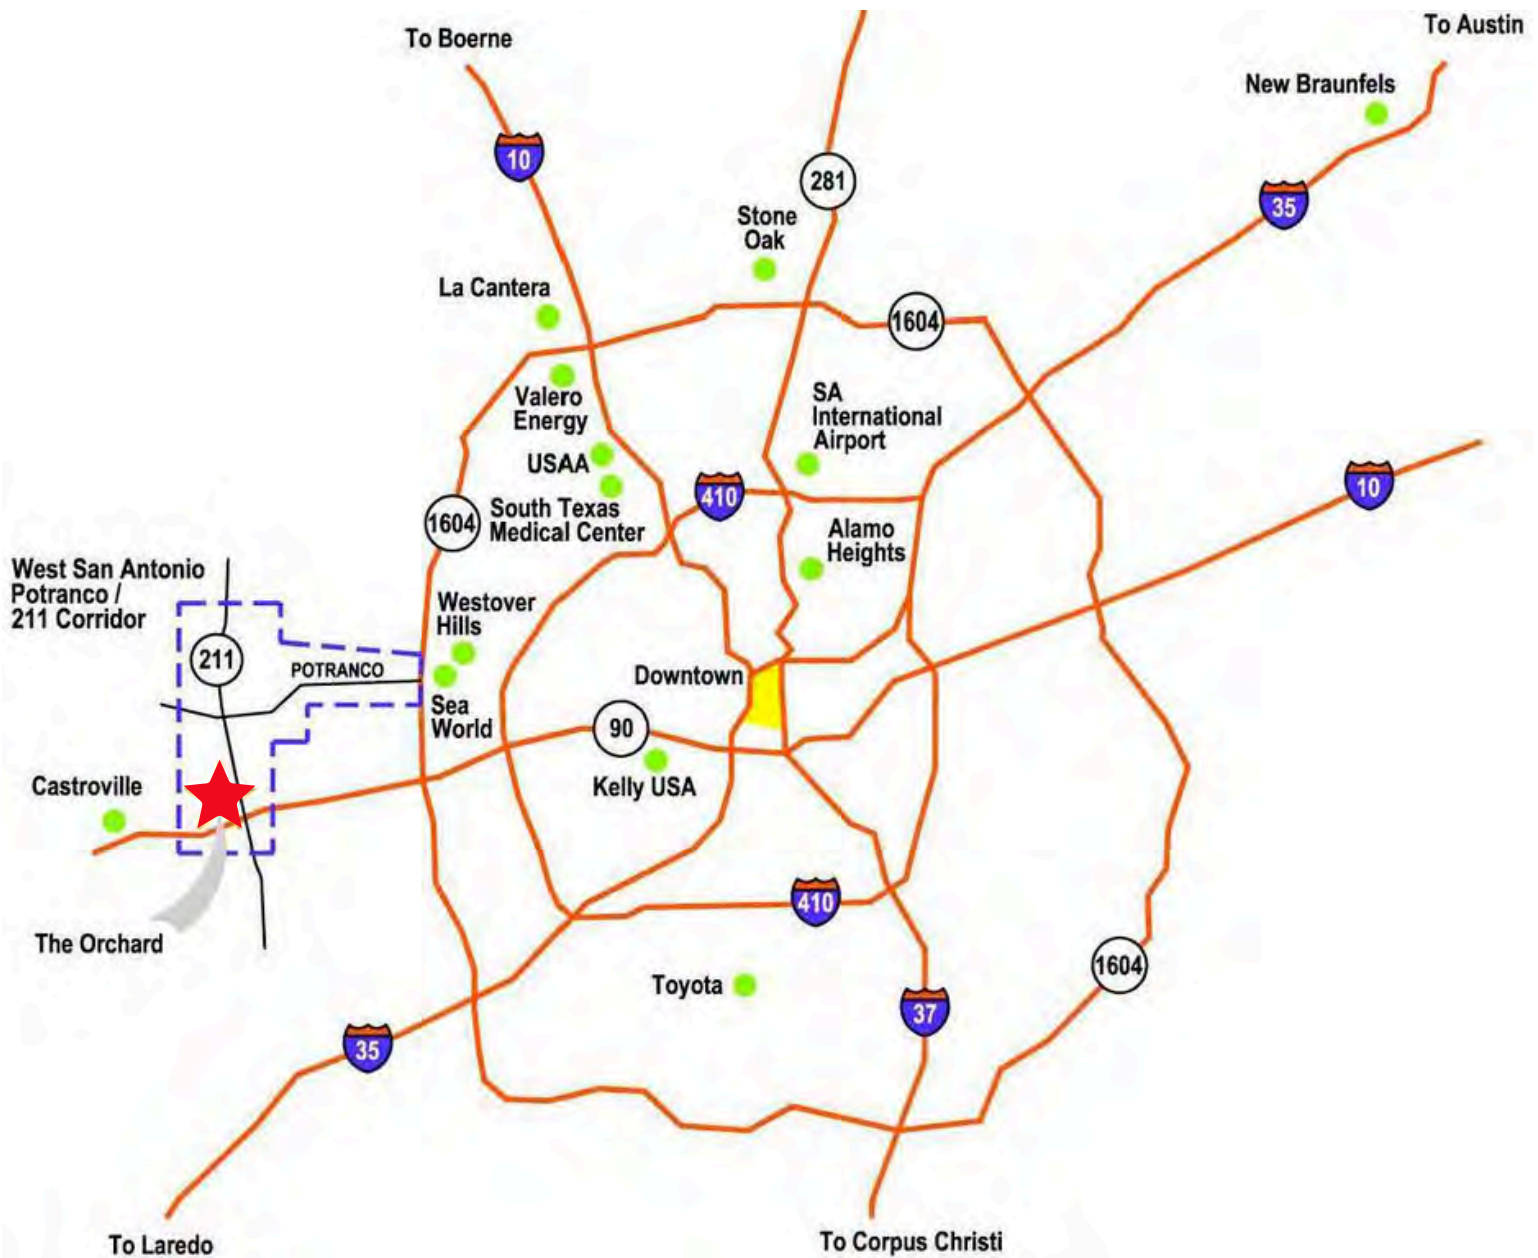 To Boerne
To Austin
New Braunfels
10
281
35
Stone
Oak
La Cantera
1604
Valero
Energy
SA
International
Airport
USAA
410
10
South Texas
Medical Center
1604
Alamo
Heights
West San Antonio
Potranco /
211 Corridor
Westover
Hills
211
POTRANCO
Downtown
Sea
World
90
Kelly USA
Castroville
410
The Orchard
1604
Toyota
37
35
To Laredo
To Corpus Christi